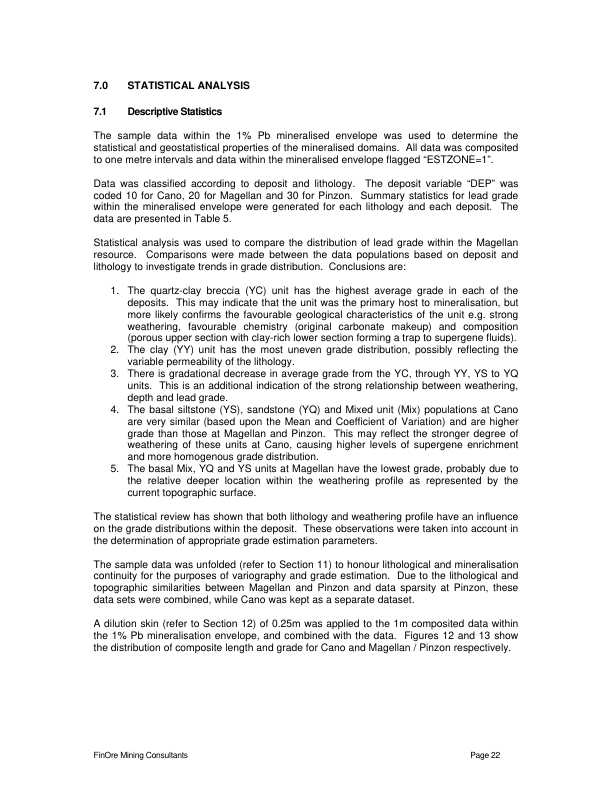 7.0 STATISTICAL ANALYSIS
7.1 Descriptive Statistics
The sample data within the 1% Pb mineralised envelope was used to determine the
statistical and geostatistical properties of the mineralised domains. All data was composited
to one metre intervals and data within the mineralised envelope flagged “ESTZONE=1”.
Data was classified according to deposit and lithology. The deposit variable “DEP” was
coded 10 for Cano, 20 for Magellan and 30 for Pinzon. Summary statistics for lead grade
within the mineralised envelope were generated for each lithology and each deposit. The
data are presented in Table 5.
Statistical analysis was used to compare the distribution of lead grade within the Magellan
resource. Comparisons were made between the data populations based on deposit and
lithology to investigate trends in grade distribution. Conclusions are:
1. The quartz-clay breccia (YC) unit has the highest average grade in each of the
deposits. This may indicate that the unit was the primary host to mineralisation, but
more likely confirms the favourable geological characteristics of the unit e.g. strong
weathering, favourable chemistry (original carbonate makeup) and composition
(porous upper section with clay-rich lower section forming a trap to supergene fluids).
2. The clay (YY) unit has the most uneven grade distribution, possibly reflecting the
variable permeability of the lithology.
3. There is gradational decrease in average grade from the YC, through YY, YS to YQ
units. This is an additional indication of the strong relationship between weathering,
depth and lead grade.
4. The basal siltstone (YS), sandstone (YQ) and Mixed unit (Mix) populations at Cano
are very similar (based upon the Mean and Coefficient of Variation) and are higher
grade than those at Magellan and Pinzon. This may reflect the stronger degree of
weathering of these units at Cano, causing higher levels of supergene enrichment
and more homogenous grade distribution.
5. The basal Mix, YQ and YS units at Magellan have the lowest grade, probably due to
the relative deeper location within the weathering profile as represented by the
current topographic surface.
The statistical review has shown that both lithology and weathering profile have an influence
on the grade distributions within the deposit. These observations were taken into account in
the determination of appropriate grade estimation parameters.
The sample data was unfolded (refer to Section 11) to honour lithological and mineralisation
continuity for the purposes of variography and grade estimation. Due to the lithological and
topographic similarities between Magellan and Pinzon and data sparsity at Pinzon, these
data sets were combined, while Cano was kept as a separate dataset.
A dilution skin (refer to Section 12) of 0.25m was applied to the 1m composited data within
the 1% Pb mineralisation envelope, and combined with the data. Figures 12 and 13 show
the distribution of composite length and grade for Cano and Magellan / Pinzon respectively.
FinOre Mining Consultants Page 22